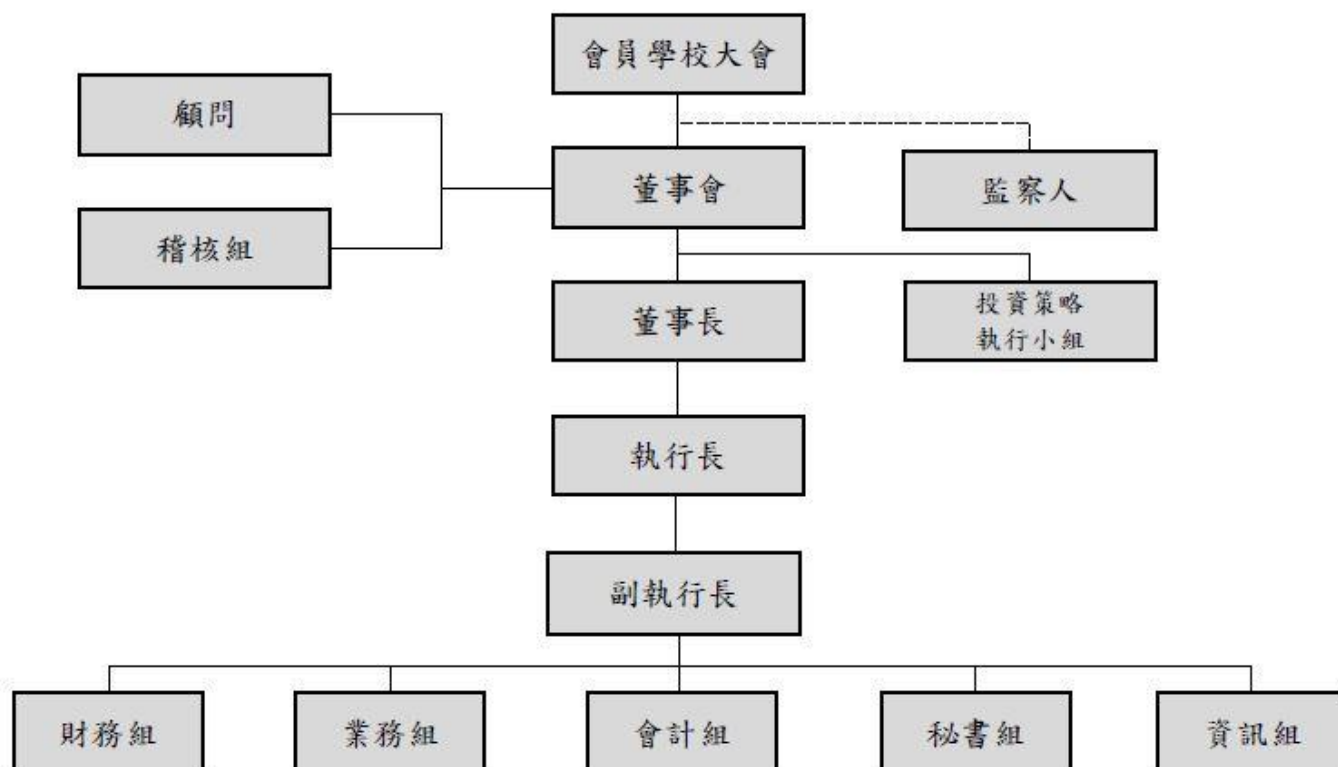 會員學校大會
顧問
董事會
監察人
稽核組
董事長
投資策略
執行小組
執行長
副執行長
財務組
業務組
會計組
秘書組
資訊組